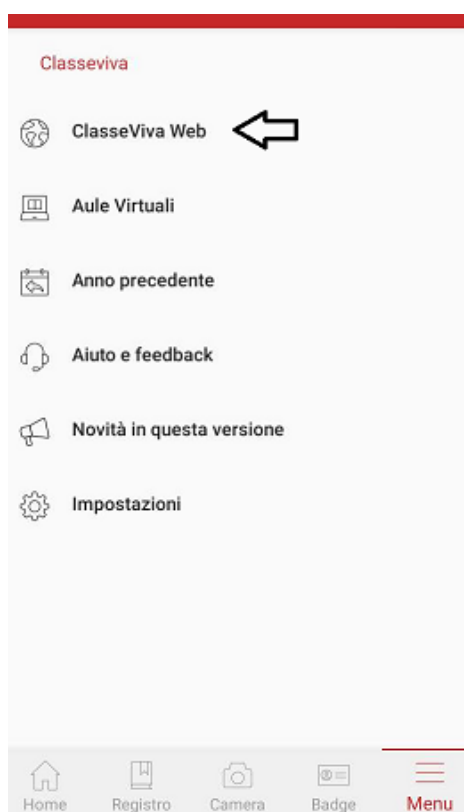 Classeviva
ClasseViva Web
Aule Virtuali
Anno precedente
Aiuto e feedback
Novità in questa versione
Impostazioni
Home Registro Camera Badge Menu